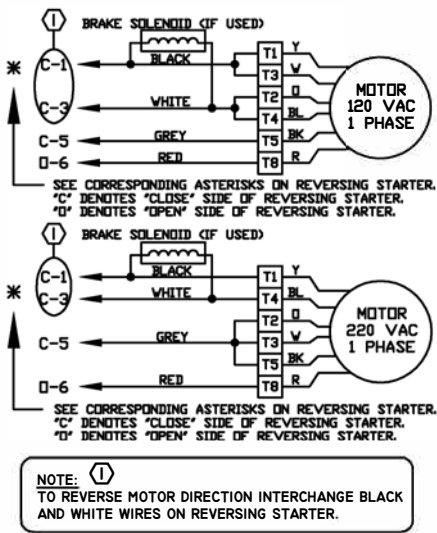 I BRAKE SOLENOID (IF USED)
* C-1 BLACK T1 Y
T3 W
C-3 WHITE T2 O
T4 BL
C-5 GREY T5 BK
O-6 RED T8 R
MOTOR
120 VAC
1 PHASE
SEE CORRESPONDING ASTERISKS ON REVERSING STARTER.
"C" DENOTES "CLOSE" SIDE OF REVERSING STARTER.
"O" DENOTES "OPEN" SIDE OF REVERSING STARTER.
I BRAKE SOLENOID (IF USED)
C-1 BLACK T1 Y
* C-3 WHITE T4 BL
T2 O
C-5 GREY T3 W
T5 BK
O-6 RED T8 R
MOTOR
220 VAC
1 PHASE
SEE CORRESPONDING ASTERISKS ON REVERSING STARTER.
"C" DENOTES "CLOSE" SIDE OF REVERSING STARTER.
"O" DENOTES "OPEN" SIDE OF REVERSING STARTER.
NOTE: I
TO REVERSE MOTOR DIRECTION INTERCHANGE BLACK
AND WHITE WIRES ON REVERSING STARTER.